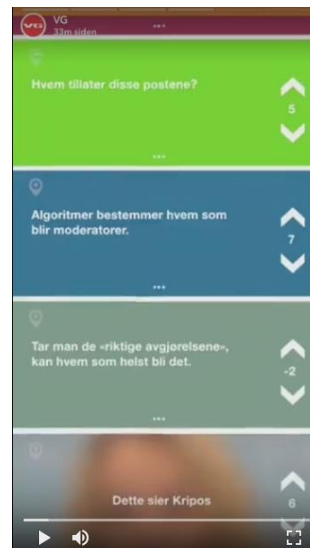 VG
VG
33m siden
Hvem tillater disse postene?
5
Algoritmer bestemmer hvem som
blir moderatorer.
7
Tar man de «riktige avgjørelsene»,
kan hvem som helst bli det.
-2
Dette sier Kripos
6